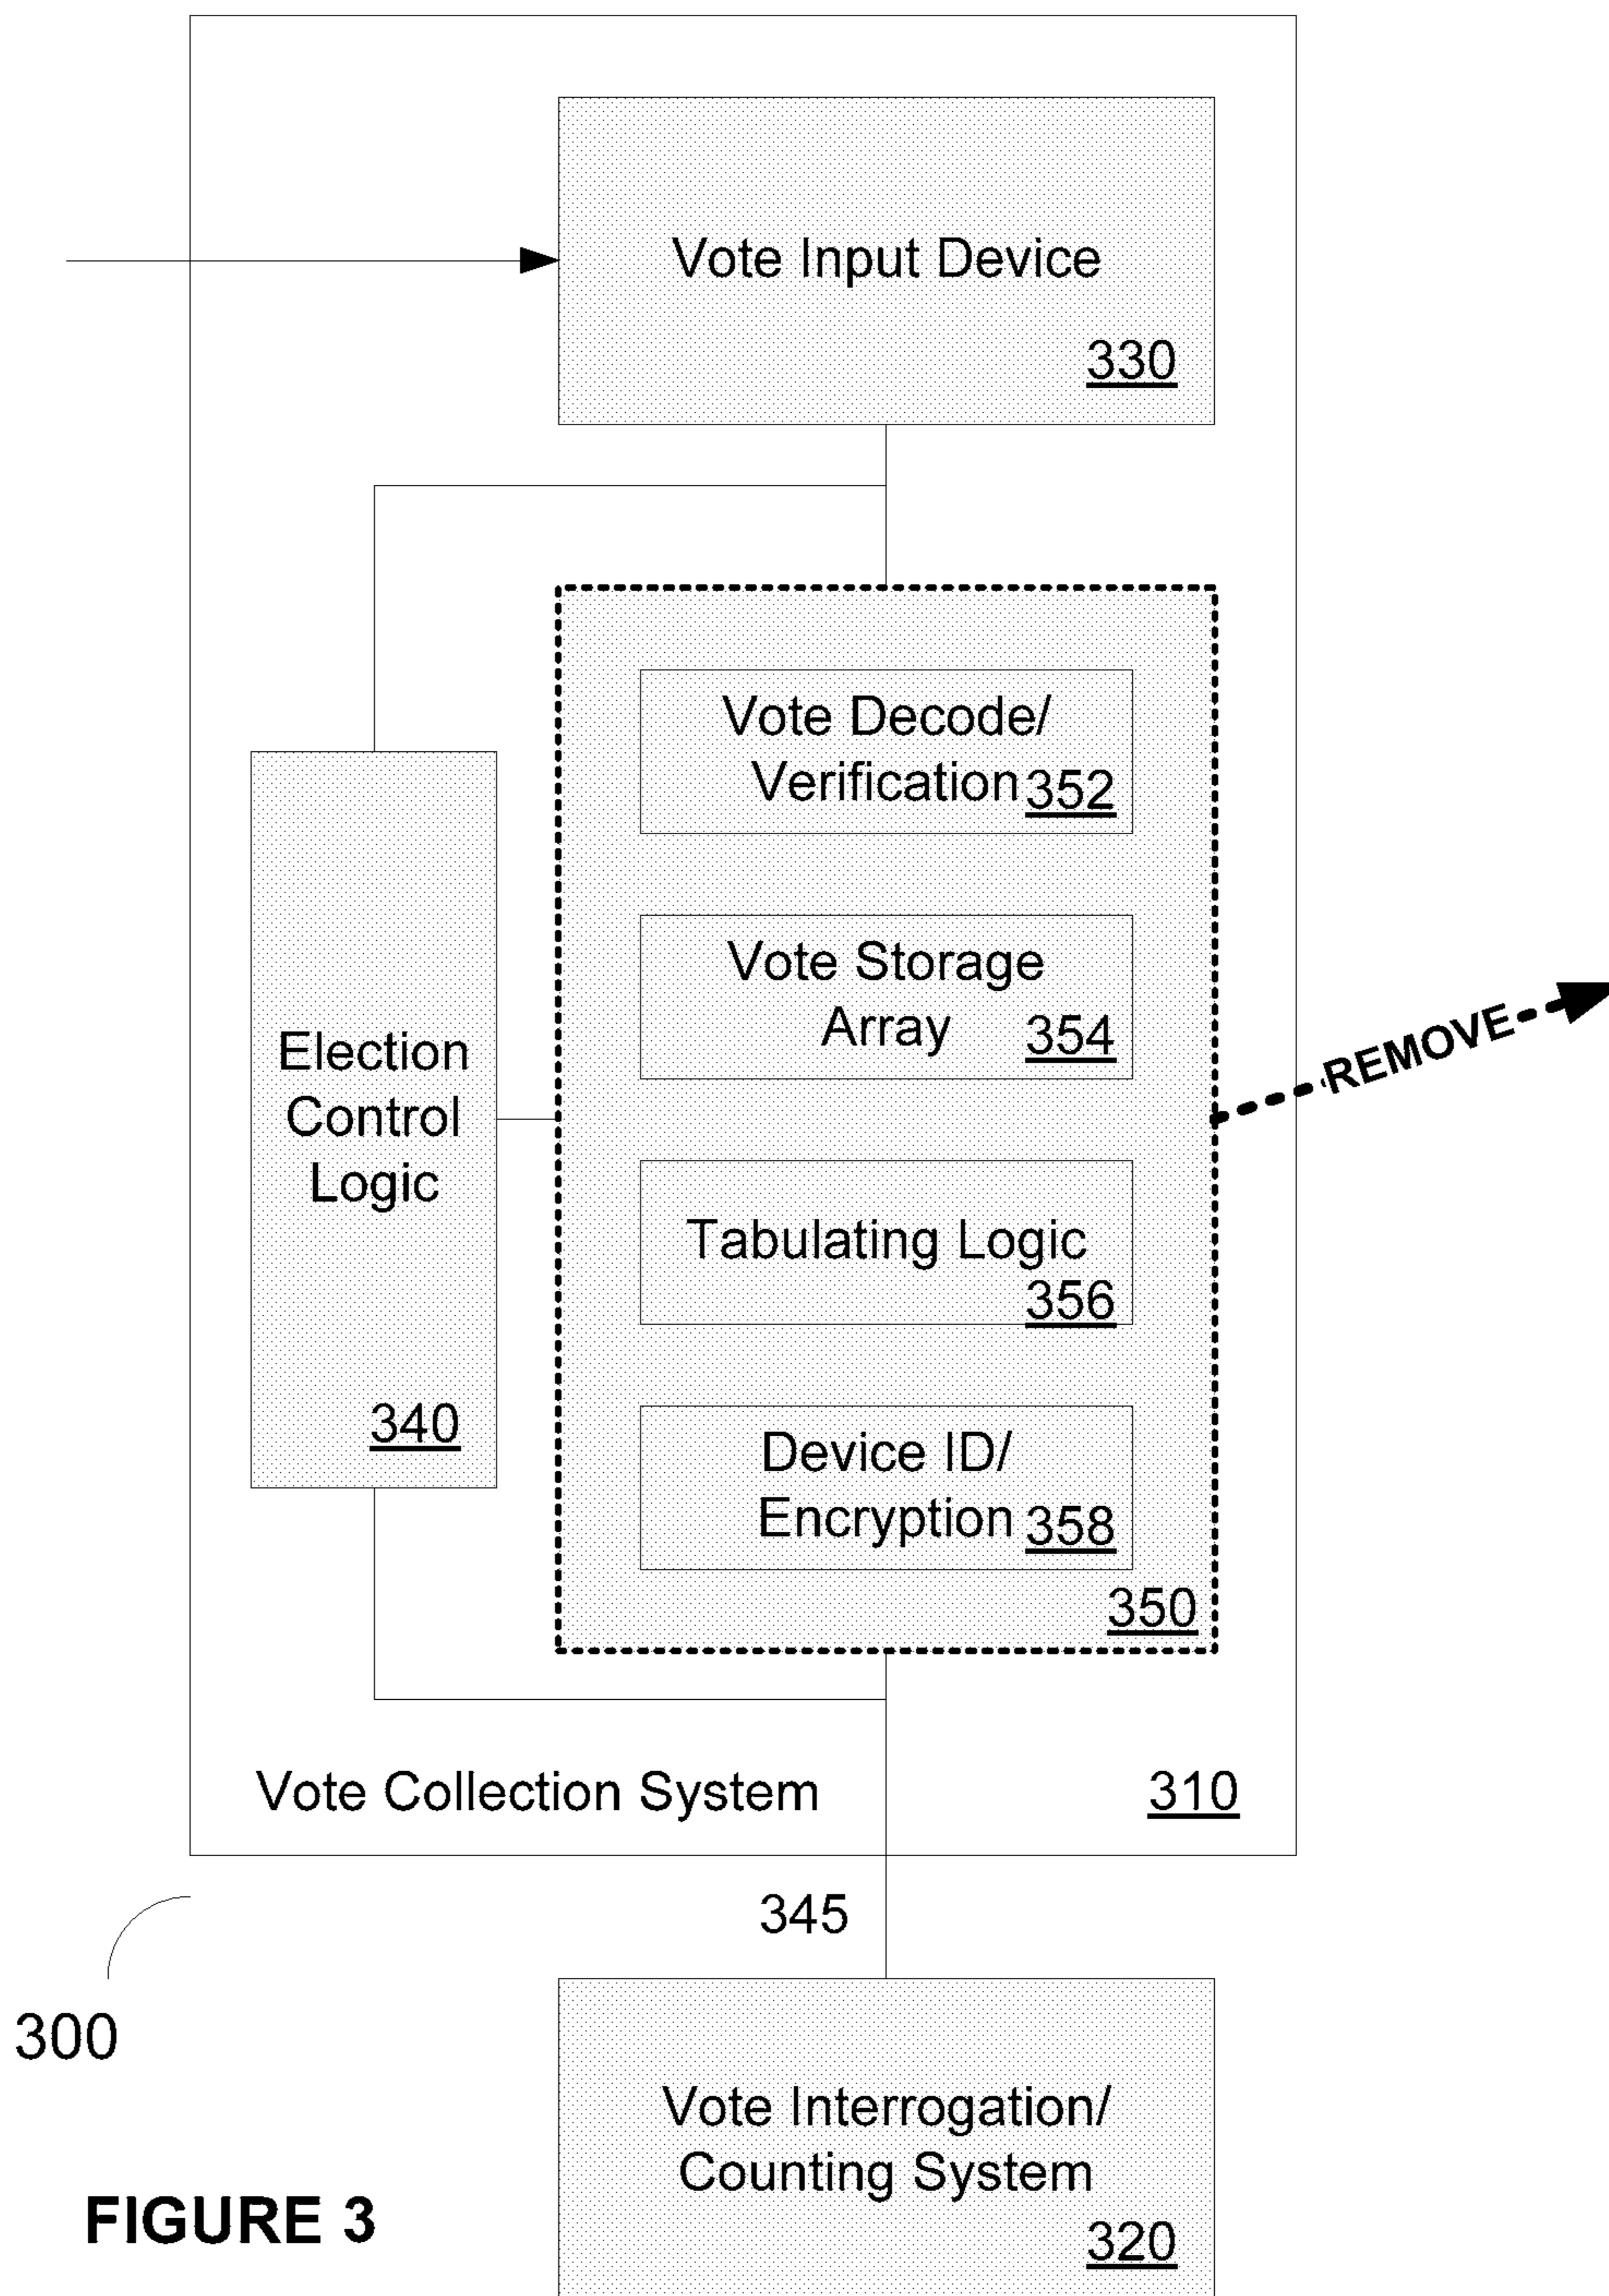 Vote Input Device
330
Vote Decode/
Verification 352
Vote Storage
Array 354
Election
Control
Logic
340
Tabulating Logic
356
Device ID/
Encryption 358
350
REMOVE
Vote Collection System 310
345
300
Vote Interrogation/
Counting System
320
FIGURE 3